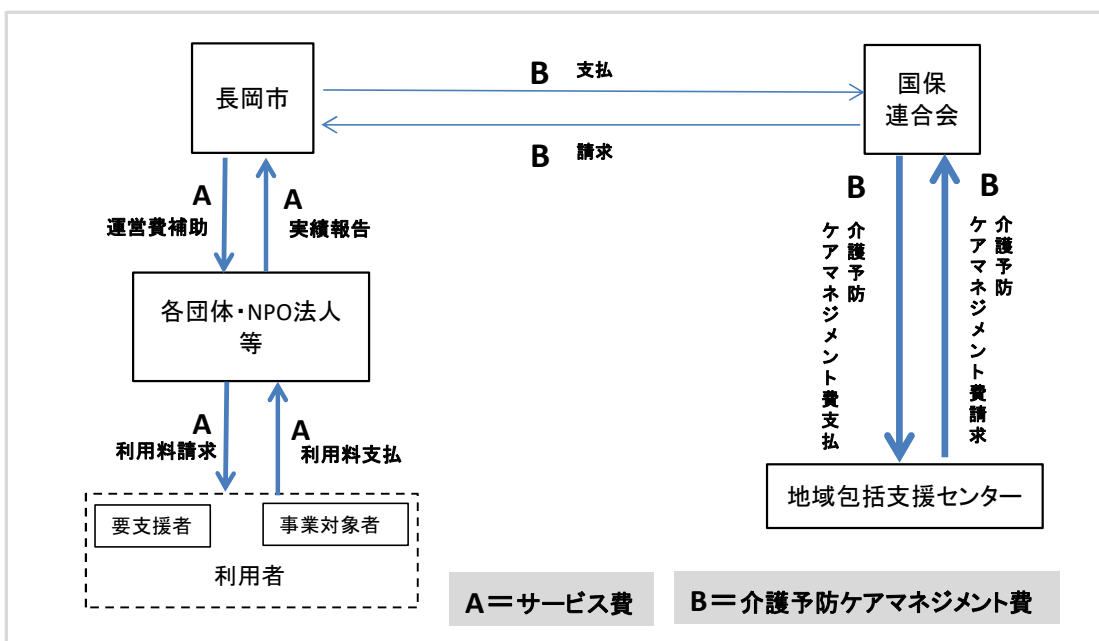 長岡市
B 支払
国保
連合会
B 請求
A
運営費補助
A
実績報告
B
介護予防
ケアマネジメント費支払
B
介護予防
ケアマネジメント費請求
各団体・NPO法人
等
A
利用料請求
A
利用料支払
地域包括支援センター
要支援者
事業対象者
利用者
A＝サービス費
B＝介護予防ケアマネジメント費